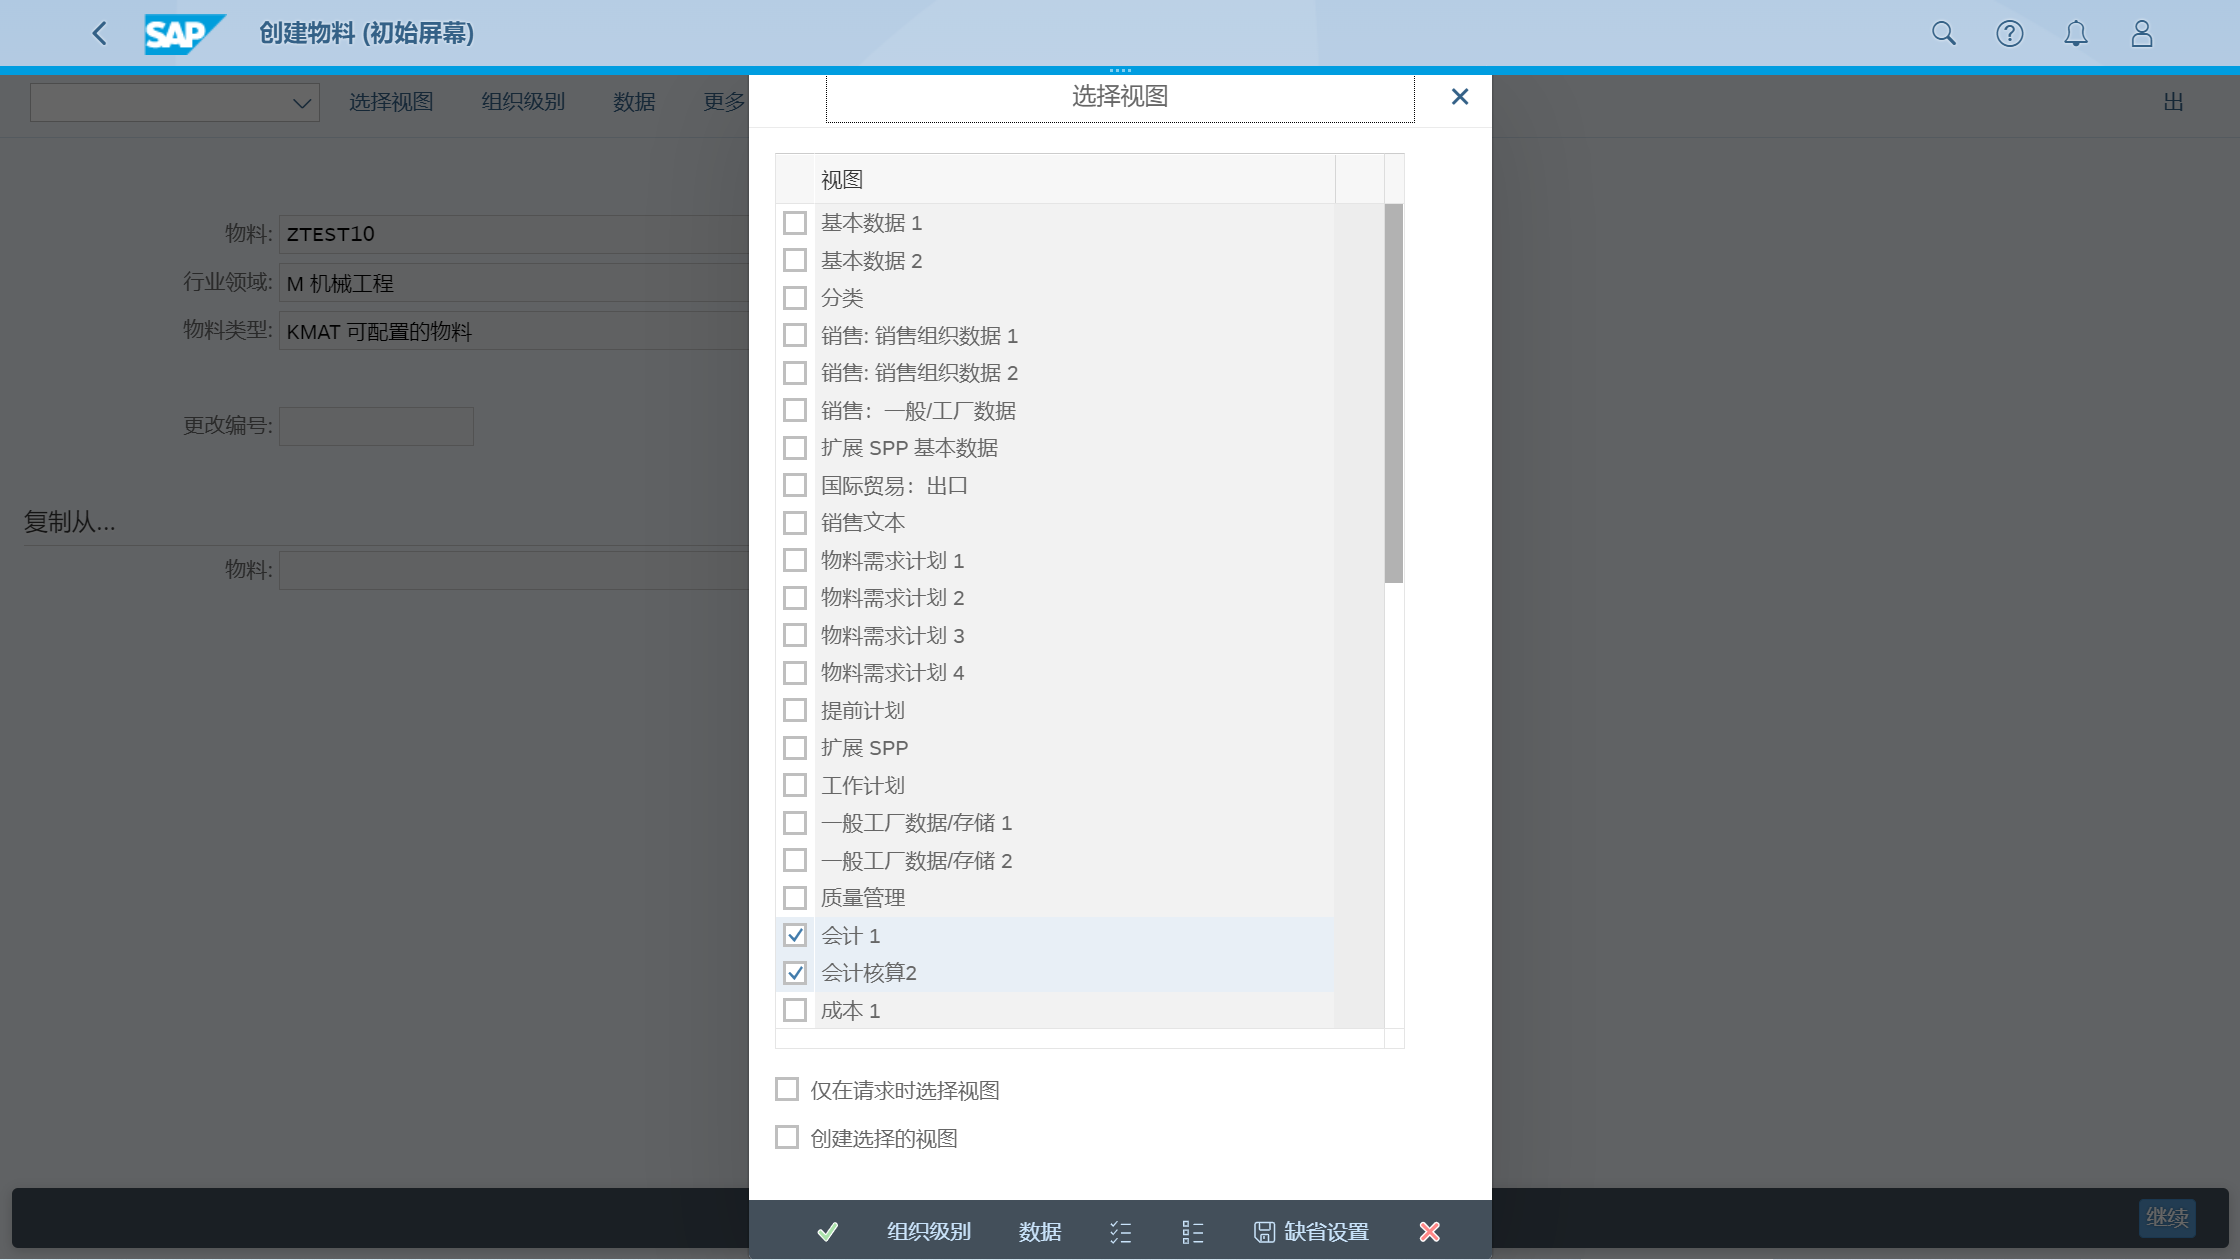 SAP 创建物料 (初始屏幕)
选择视图 组织级别 数据 更多
出
物料: ZTEST10
行业领域: M 机械工程
物料类型: KMAT 可配置的物料
更改编号:
复制从...
物料:
选择视图
视图
基本数据 1
基本数据 2
分类
销售: 销售组织数据 1
销售: 销售组织数据 2
销售：一般/工厂数据
扩展 SPP 基本数据
国际贸易：出口
销售文本
物料需求计划 1
物料需求计划 2
物料需求计划 3
物料需求计划 4
提前计划
扩展 SPP
工作计划
一般工厂数据/存储 1
一般工厂数据/存储 2
质量管理
会计 1
会计核算2
成本 1
仅在请求时选择视图
创建选择的视图
组织级别 数据 缺省设置
继续